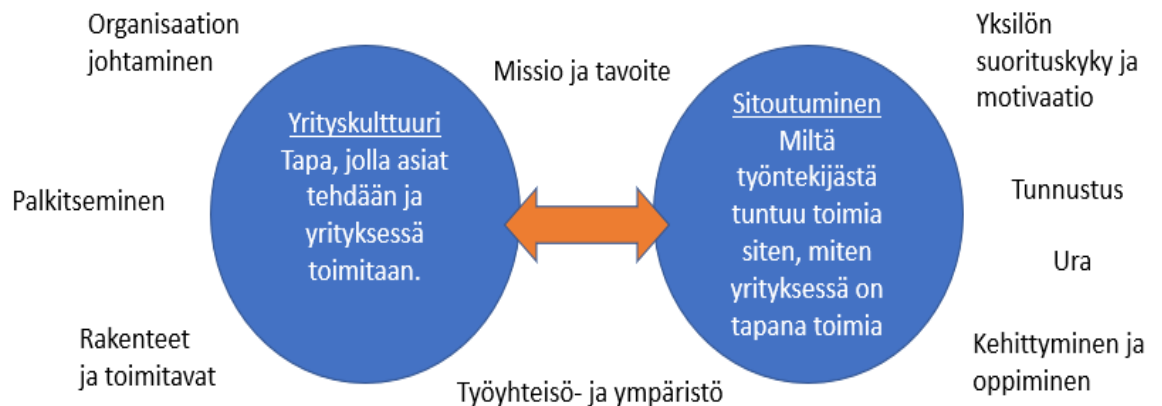 Organisaation
johtaminen
Palkitseminen
Rakenteet
ja toimitavat
Yrityskulttuuri
Tapa, jolla asiat
tehdään ja
yrityksessä
toimitaan.
Missio ja tavoite
Työyhteisö- ja ympäristö
Sitoutuminen
Miltä
työntekijästä
tuntuu toimia
siten, miten
yrityksessä on
tapana toimia
Yksilön
suorituskyky ja
motivaatio
Tunnustus
Ura
Kehittyminen ja
oppiminen